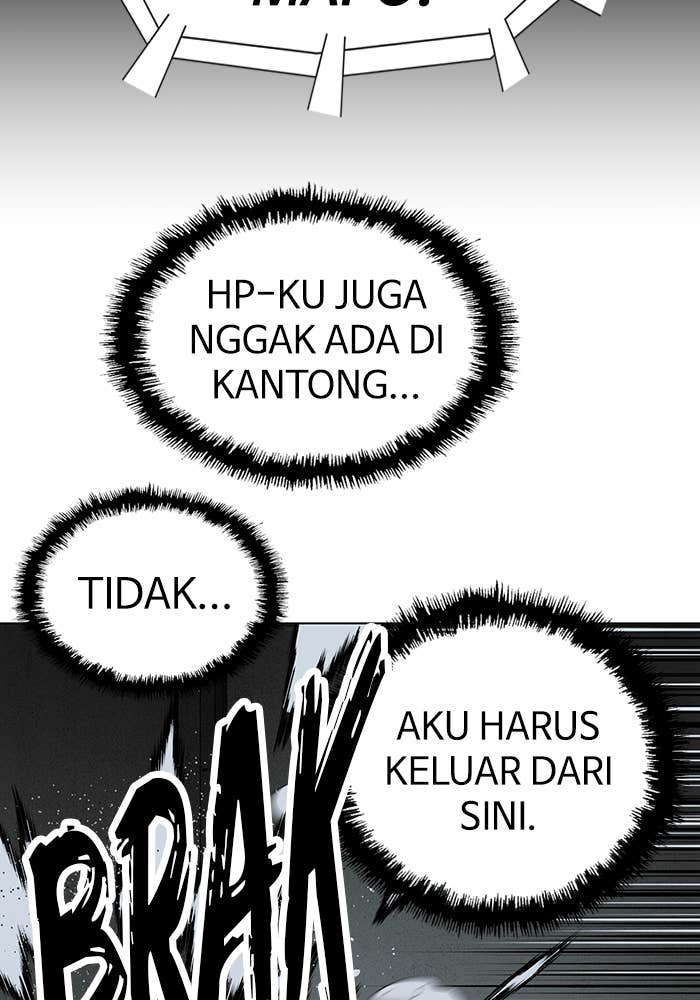 HP-KU JUGA
NGGAK ADA DI
KANTONG...
TIDAK...
AKU HARUS
KELUAR DARI
SINI.
BRAK